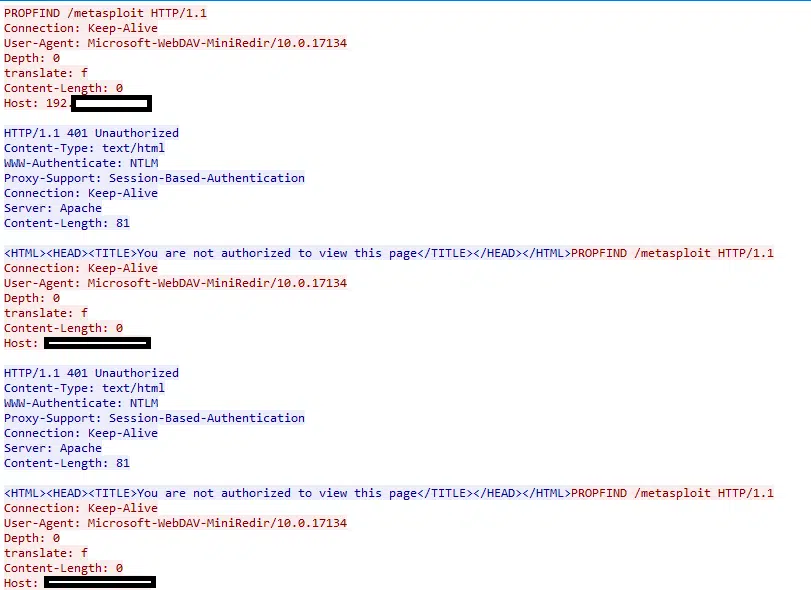 PROPFIND /metasploit HTTP/1.1
Connection: Keep-Alive
User-Agent: Microsoft-WebDAV-MiniRedir/10.0.17134
Depth: 0
translate: f
Content-Length: 0
Host: 192.
HTTP/1.1 401 Unauthorized
Content-Type: text/html
WWW-Authenticate: NTLM
Proxy-Support: Session-Based-Authentication
Connection: Keep-Alive
Server: Apache
Content-Length: 81
<HTML><HEAD><TITLE>You are not authorized to view this page</TITLE></HEAD></HTML>PROPFIND /metasploit HTTP/1.1
Connection: Keep-Alive
User-Agent: Microsoft-WebDAV-MiniRedir/10.0.17134
Depth: 0
translate: f
Content-Length: 0
Host:
HTTP/1.1 401 Unauthorized
Content-Type: text/html
WWW-Authenticate: NTLM
Proxy-Support: Session-Based-Authentication
Connection: Keep-Alive
Server: Apache
Content-Length: 81
<HTML><HEAD><TITLE>You are not authorized to view this page</TITLE></HEAD></HTML>PROPFIND /metasploit HTTP/1.1
Connection: Keep-Alive
User-Agent: Microsoft-WebDAV-MiniRedir/10.0.17134
Depth: 0
translate: f
Content-Length: 0
Host: